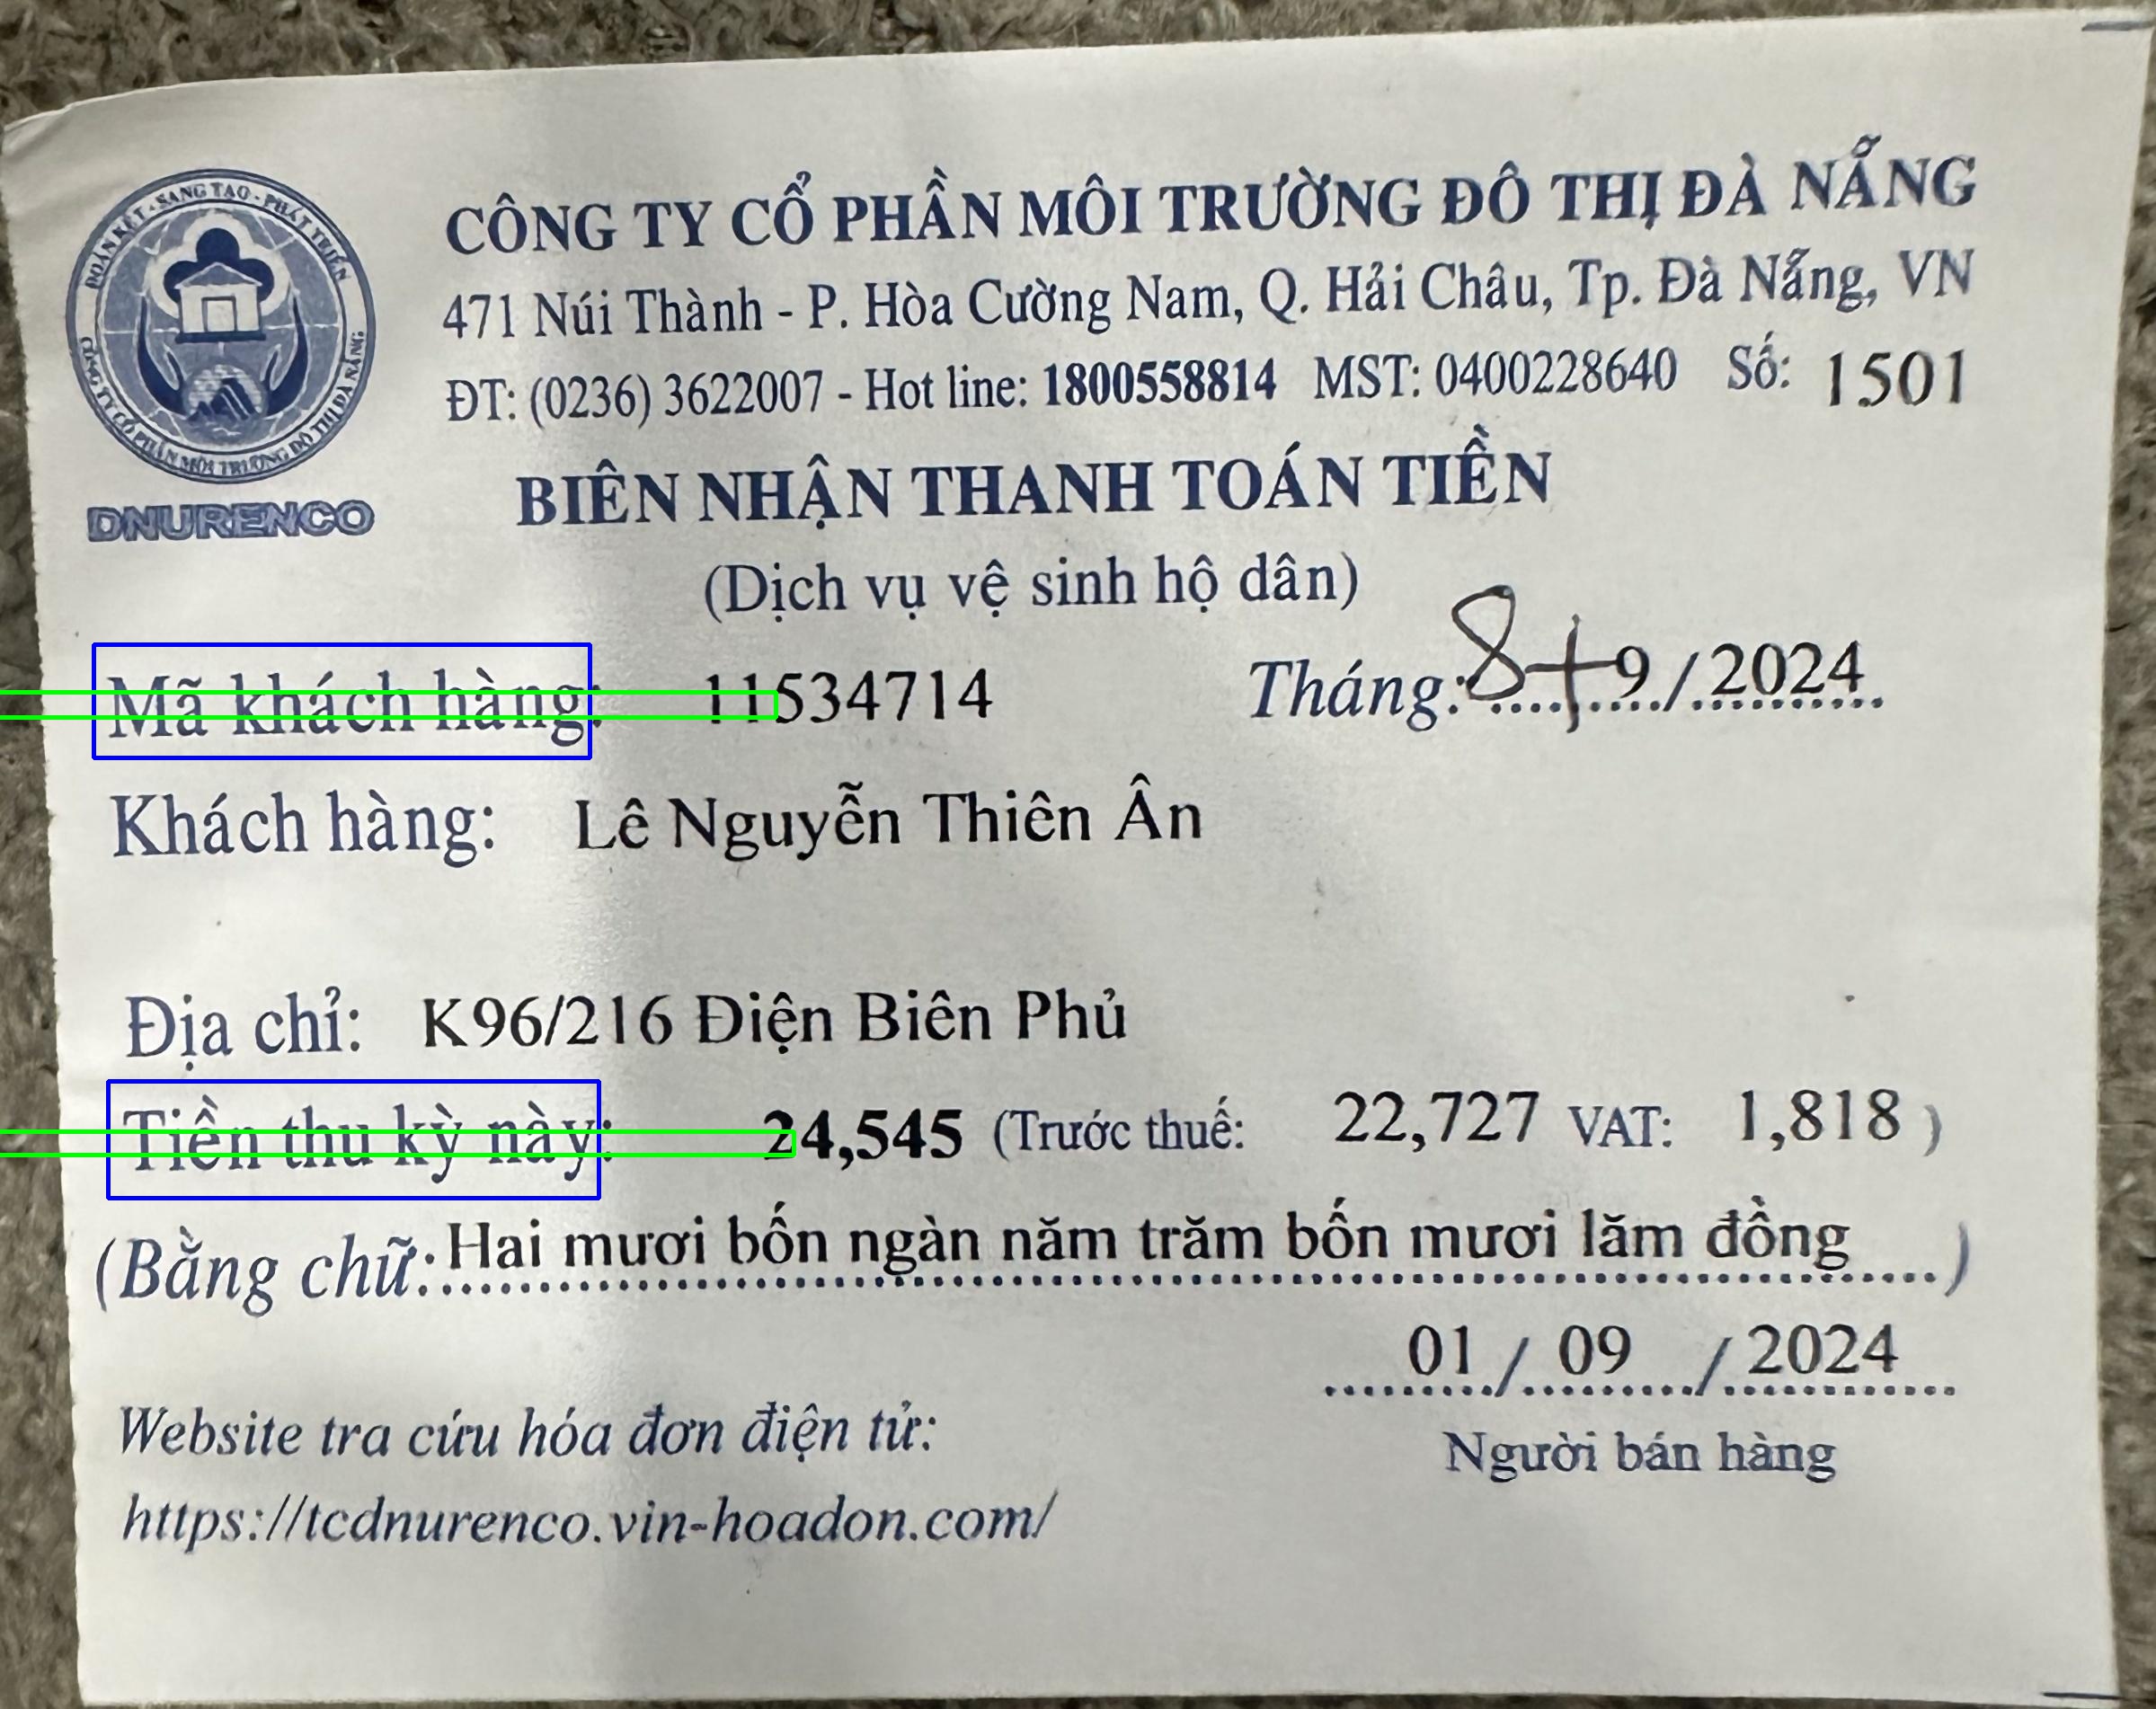 ĐOÀN KẾT - SANG TẠO - PHÁT TRIỂN
CÔNG TY CỔ PHẦN MÔI TRƯỜNG ĐÔ THỊ ĐÀ NẴNG
DNURENCO
CÔNG TY CỔ PHẦN MÔI TRƯỜNG ĐÔ THỊ ĐÀ NẴNG
471 Núi Thành - P. Hòa Cường Nam, Q. Hải Châu, Tp. Đà Nẵng, VN
ĐT: (0236) 3622007 - Hot line: 1800558814 MST: 0400228640 Số: 1501
BIÊN NHẬN THANH TOÁN TIỀN
(Dịch vụ vệ sinh hộ dân)
Mã khách hàng: 11534714 Tháng: 8+9/2024
Khách hàng: Lê Nguyễn Thiên Ân
Địa chỉ: K96/216 Điện Biên Phủ
Tiền thu kỳ này: 24,545 (Trước thuế: 22,727 VAT: 1,818 )
(Bằng chữ: Hai mươi bốn ngàn năm trăm bốn mươi lăm đồng )
01 / 09 / 2024
Người bán hàng
Website tra cứu hóa đơn điện tử:
https://tcdnurenco.vin-hoadon.com/